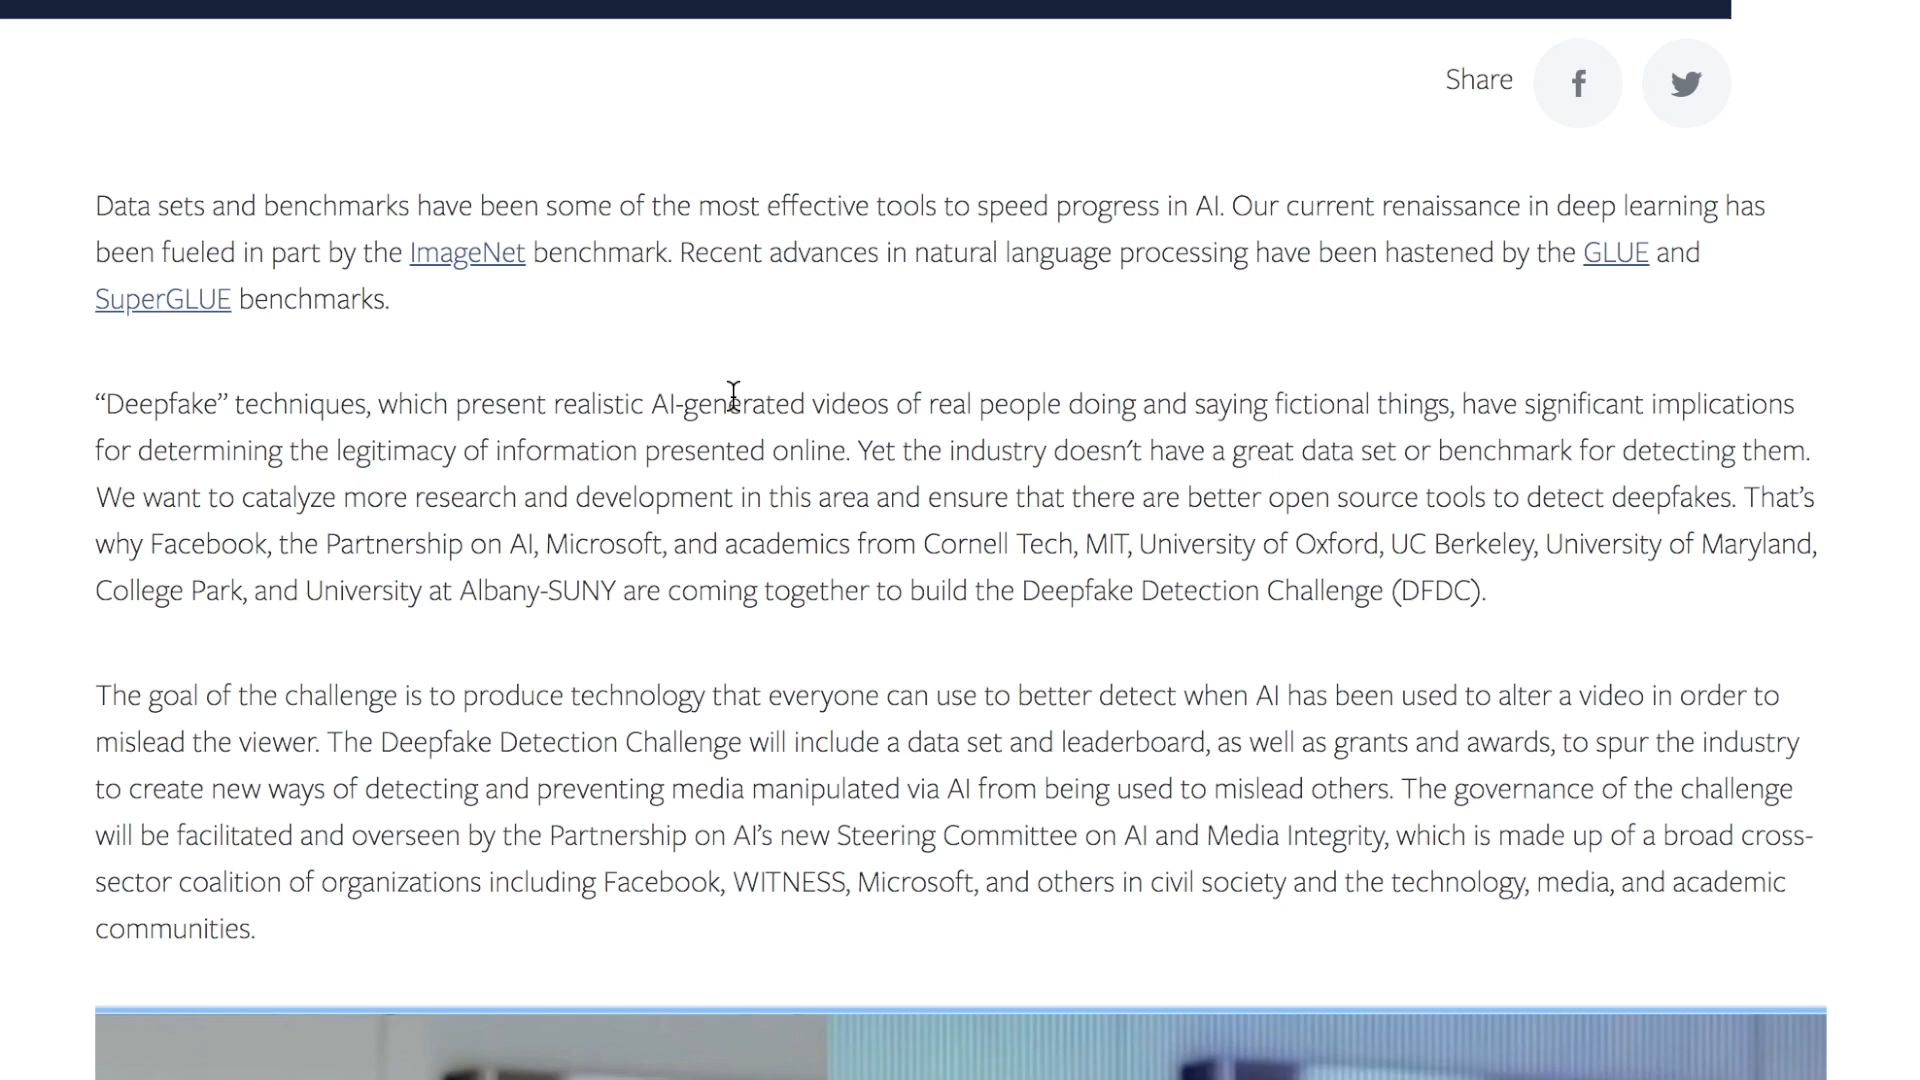 Share
Data sets and benchmarks have been some of the most effective tools to speed progress in AI. Our current renaissance in deep learning has
been fueled in part by the ImageNet benchmark. Recent advances in natural language processing have been hastened by the GLUE and
SuperGLUE benchmarks.
“Deepfake” techniques, which present realistic AI-generated videos of real people doing and saying fictional things, have significant implications
for determining the legitimacy of information presented online. Yet the industry doesn’t have a great data set or benchmark for detecting them.
We want to catalyze more research and development in this area and ensure that there are better open source tools to detect deepfakes. That’s
why Facebook, the Partnership on AI, Microsoft, and academics from Cornell Tech, MIT, University of Oxford, UC Berkeley, University of Maryland,
College Park, and University at Albany-SUNY are coming together to build the Deepfake Detection Challenge (DFDC).
The goal of the challenge is to produce technology that everyone can use to better detect when AI has been used to alter a video in order to
mislead the viewer. The Deepfake Detection Challenge will include a data set and leaderboard, as well as grants and awards, to spur the industry
to create new ways of detecting and preventing media manipulated via AI from being used to mislead others. The governance of the challenge
will be facilitated and overseen by the Partnership on AI’s new Steering Committee on AI and Media Integrity, which is made up of a broad cross-
sector coalition of organizations including Facebook, WITNESS, Microsoft, and others in civil society and the technology, media, and academic
communities.